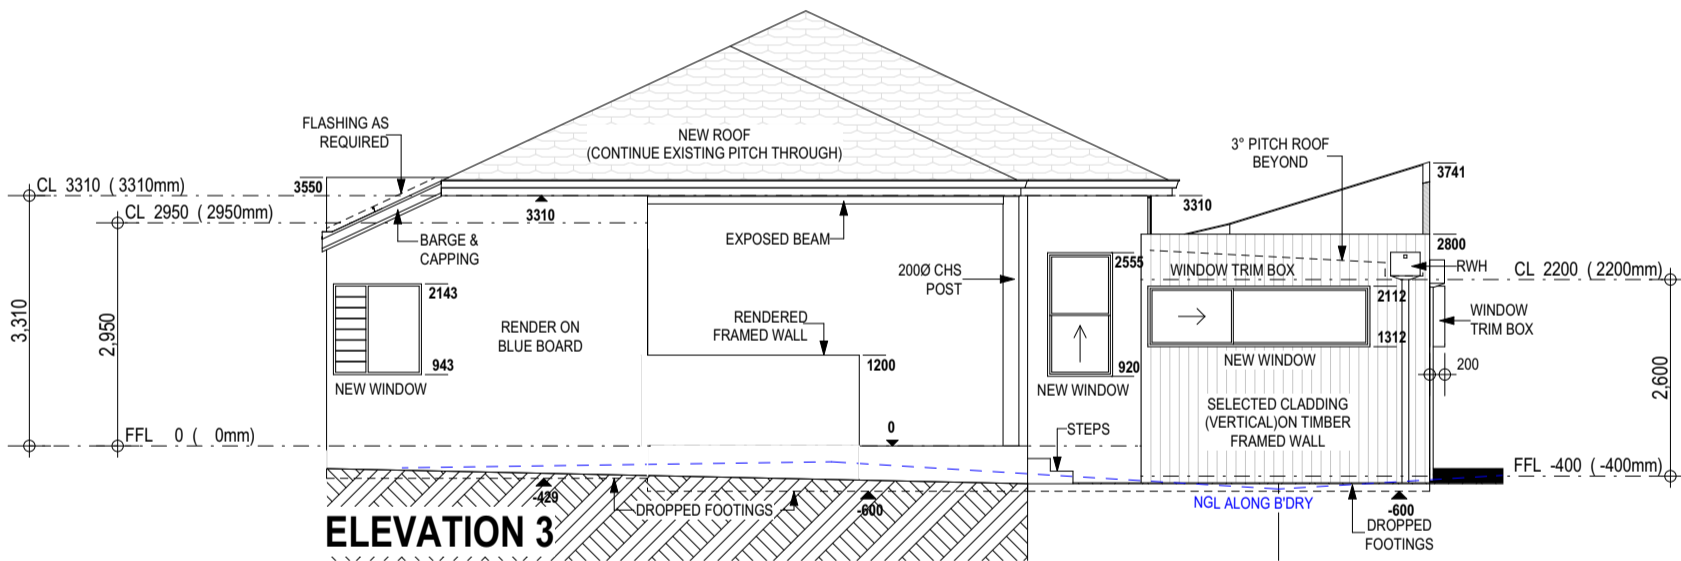 FLASHING AS
REQUIRED
NEW ROOF
(CONTINUE EXISTING PITCH THROUGH)
3° PITCH ROOF
BEYOND
3741
CL 3310 ( 3310mm)
3550
3310
3310
CL 2950 ( 2950mm)
BARGE &
CAPPING
EXPOSED BEAM
2800
200Ø CHS
POST
2555
WINDOW TRIM BOX
RWH
CL 2200 ( 2200mm)
2143
2112
3,310
2,950
RENDER ON
BLUE BOARD
RENDERED
FRAMED WALL
WINDOW
TRIM BOX
1312
943
1200
920
NEW WINDOW
200
NEW WINDOW
NEW WINDOW
2,600
SELECTED CLADDING
(VERTICAL)ON TIMBER
FRAMED WALL
FFL 0 ( 0mm)
0
STEPS
FFL -400 (-400mm)
-429
DROPPED FOOTINGS
-600
NGL ALONG B'DRY
-600
DROPPED
FOOTINGS
ELEVATION 3